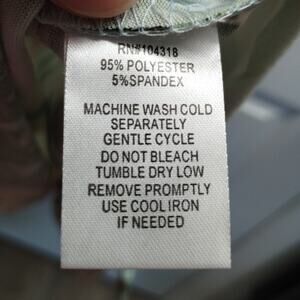 RN#104318
95% POLYESTER
5%SPANDEX
MACHINE WASH COLD
SEPARATELY
GENTLE CYCLE
DO NOT BLEACH
TUMBLE DRY LOW
REMOVE PROMPTLY
USE COOL IRON
IF NEEDED